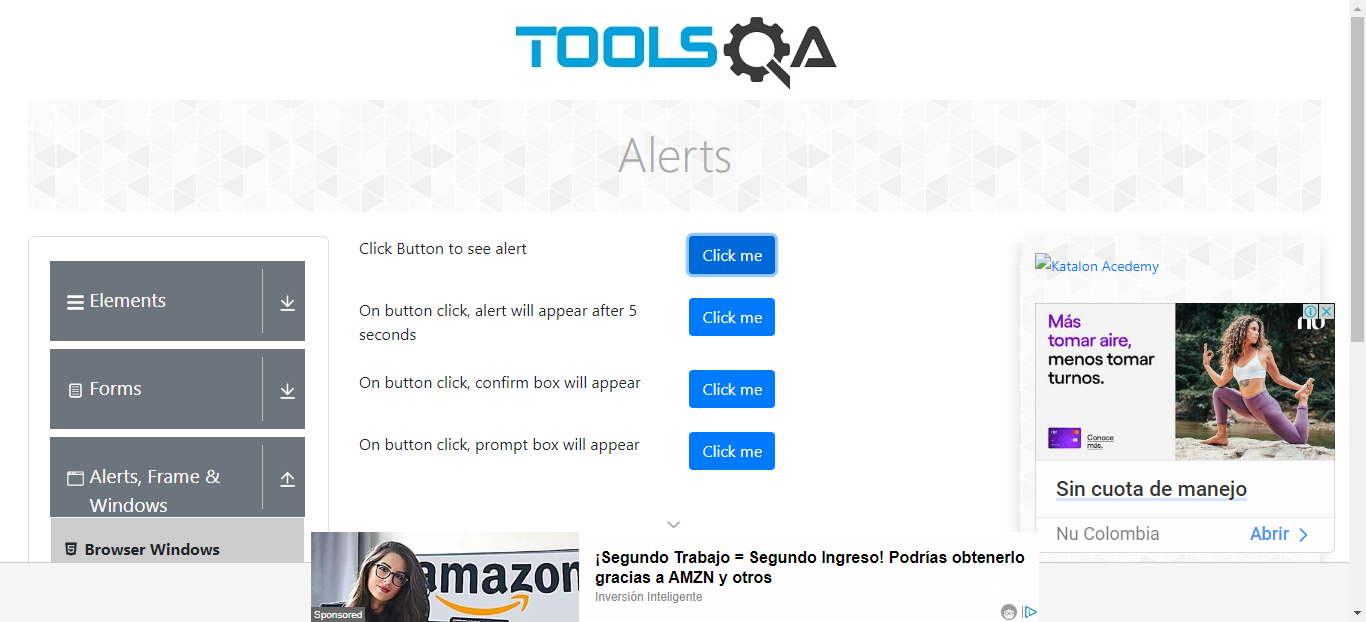 TOOLSQA
Alerts
Elements
Forms
Alerts, Frame &
Windows
Browser Windows
Click Button to see alert
Click me
On button click, alert will appear after 5
seconds
Click me
On button click, confirm box will appear
Click me
On button click, prompt box will appear
Click me
Katalon Acedemy
Más
tomar aire,
menos tomar
turnos.
Conoce
más.
nu
Sin cuota de manejo
Nu Colombia
Abrir
amazon
Sponsored
¡Segundo Trabajo = Segundo Ingreso! Podrías obtenerlo
gracias a AMZN y otros
Inversión Inteligente